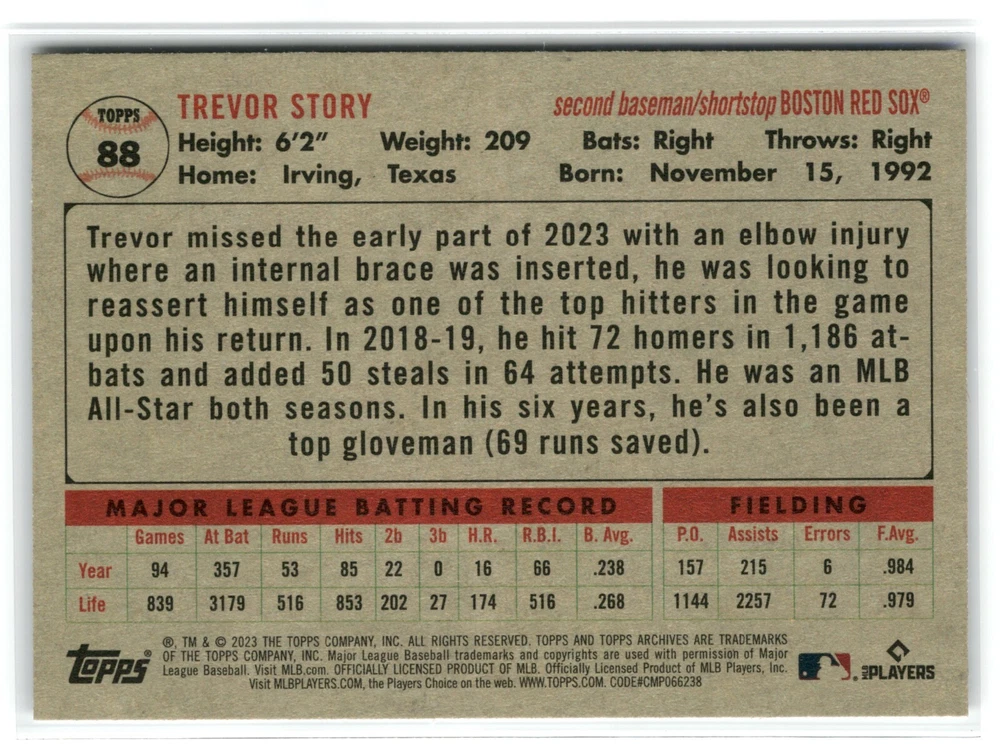 TOPPS
88
TREVOR STORY second baseman/shortstop BOSTON RED SOX®
Height: 6'2" Weight: 209 Bats: Right Throws: Right
Home: Irving, Texas Born: November 15, 1992
Trevor missed the early part of 2023 with an elbow injury
where an internal brace was inserted, he was looking to
reassert himself as one of the top hitters in the game
upon his return. In 2018-19, he hit 72 homers in 1,186 at-
bats and added 50 steals in 64 attempts. He was an MLB
All-Star both seasons. In his six years, he's also been a
top gloveman (69 runs saved).
MAJOR LEAGUE BATTING RECORD FIELDING
Games At Bat Runs Hits 2b 3b H.R. R.B.I. B. Avg. P.O. Assists Errors F.Avg.
Year 94 357 53 85 22 0 16 66 .238 157 215 6 .984
Life 839 3179 516 853 202 27 174 516 .268 1144 2257 72 .979
®, TM & © 2023 THE TOPPS COMPANY, INC. ALL RIGHTS RESERVED. TOPPS AND TOPPS ARCHIVES ARE TRADEMARKS
OF THE TOPPS COMPANY, INC. Major League Baseball trademarks and copyrights are used with permission of Major
League Baseball. Visit MLB.com. OFFICIALLY LICENSED PRODUCT OF MLB. Officially Licensed Product of MLB Players, Inc.
Visit MLBPLAYERS.COM, the Players Choice on the web. WWW.TOPPS.COM. CODE#CMP066238
topps®
MLB PLAYERS